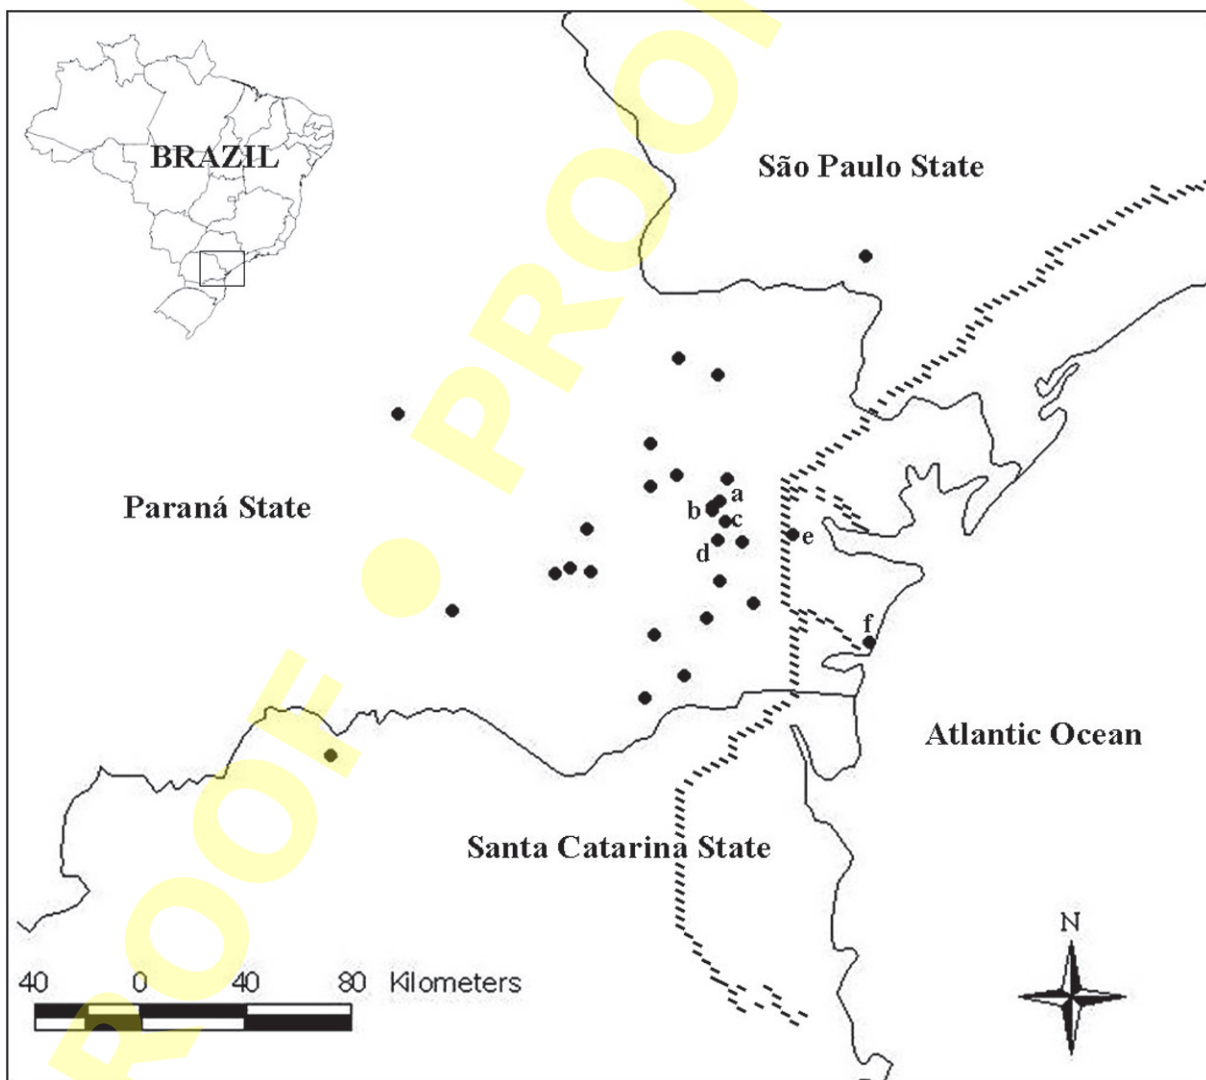 BRAZIL
São Paulo State
Paraná State
a
b
c
d
e
f
Atlantic Ocean
Santa Catarina State
N
40 0 40 80 Kilometers
PROOF • PROOF